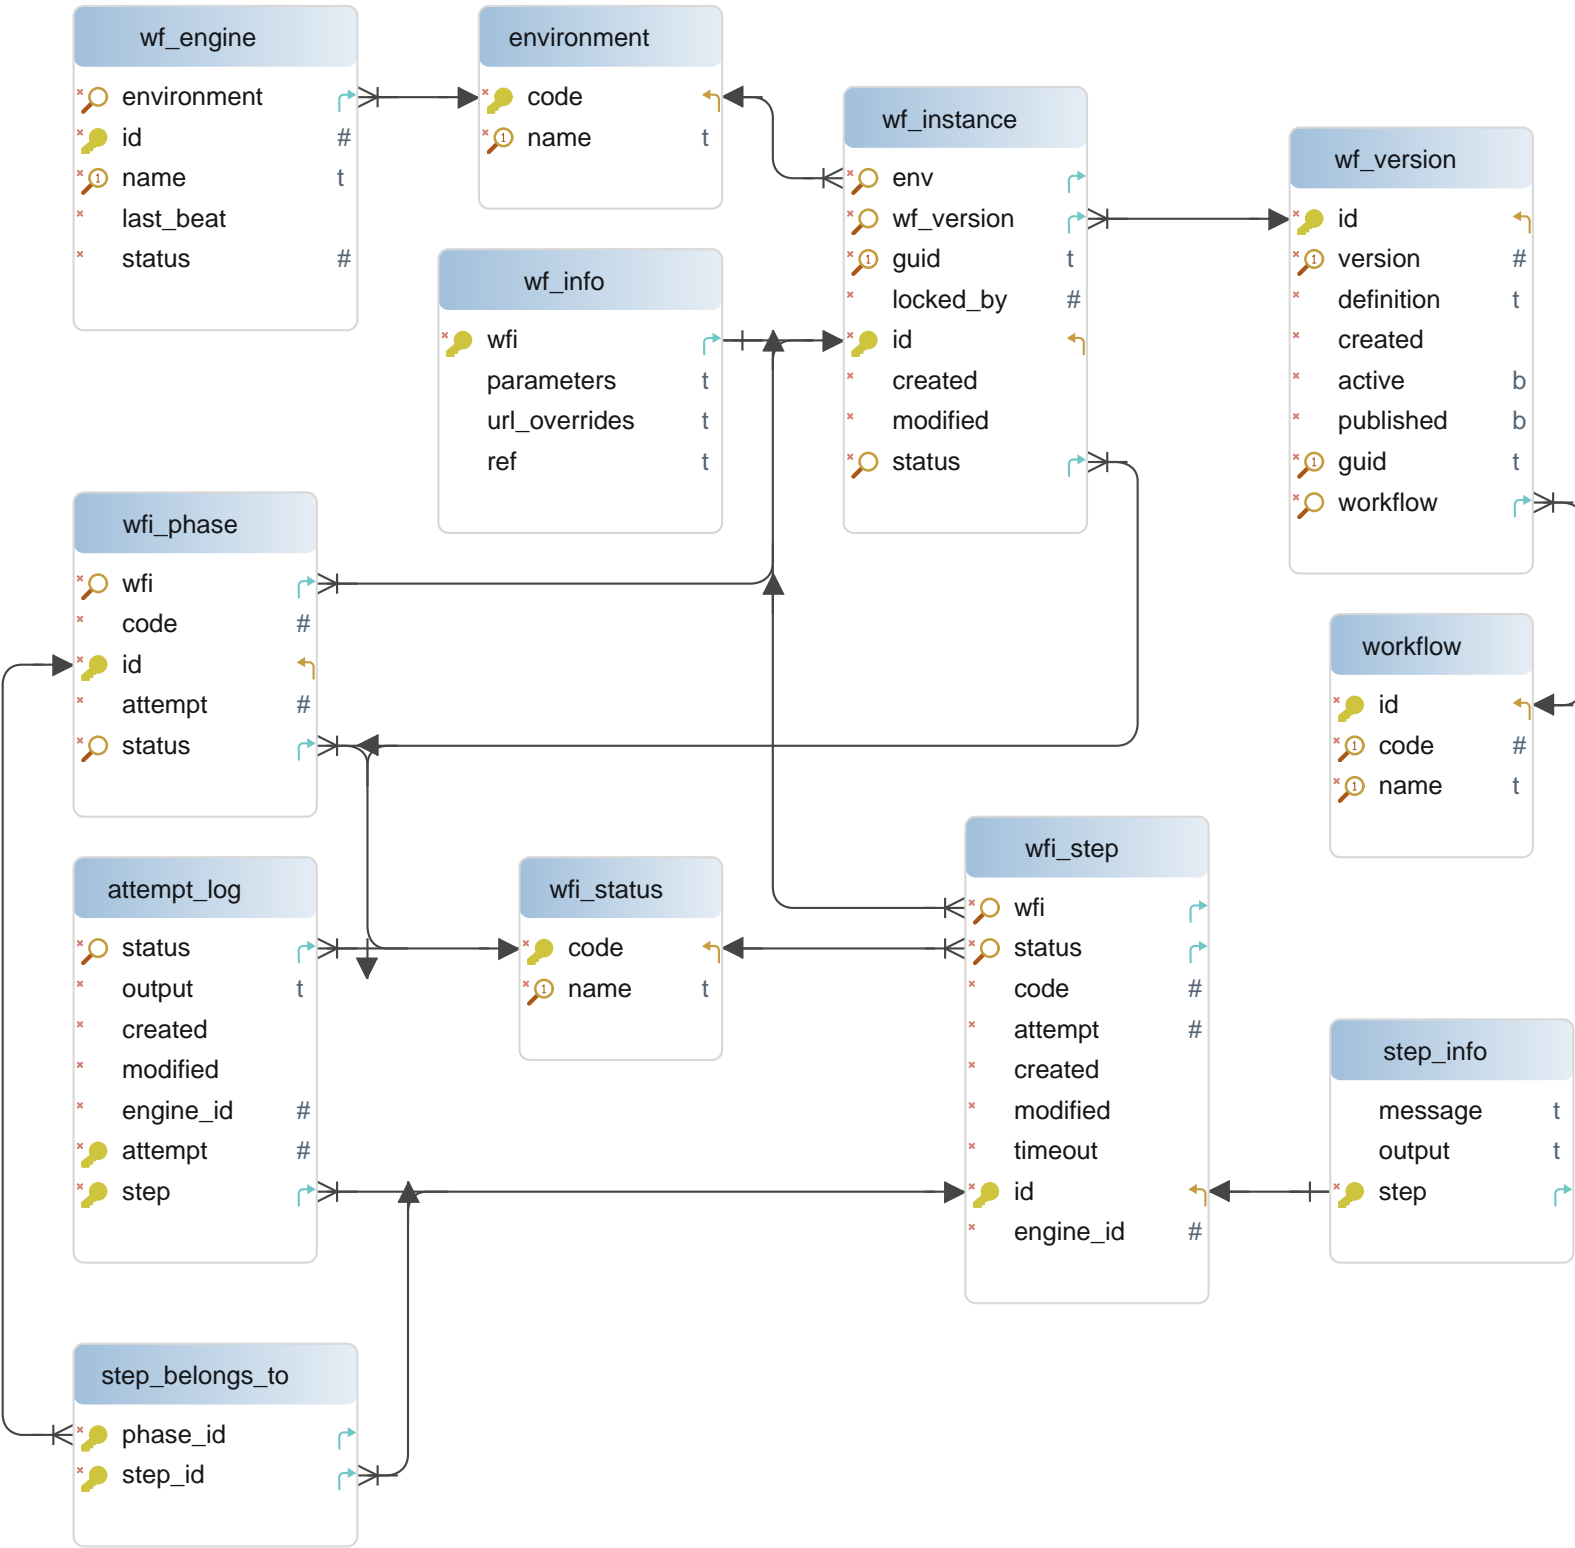 wf_engine
environment
id #
name t
last_beat
status #
environment
code
name t
wf_instance
env
wf_version
guid t
locked_by #
id
created
modified
status
wf_version
id
version #
definition t
created
active b
published b
guid t
workflow
wf_info
wfi
parameters t
url_overrides t
ref t
wfi_phase
wfi
code #
id
attempt #
status
workflow
id
code #
name t
attempt_log
status
output t
created
modified
engine_id #
attempt #
step
wfi_status
code
name t
wfi_step
wfi
status
code #
attempt #
created
modified
timeout
id
engine_id #
step_info
message t
output t
step
step_belongs_to
phase_id
step_id